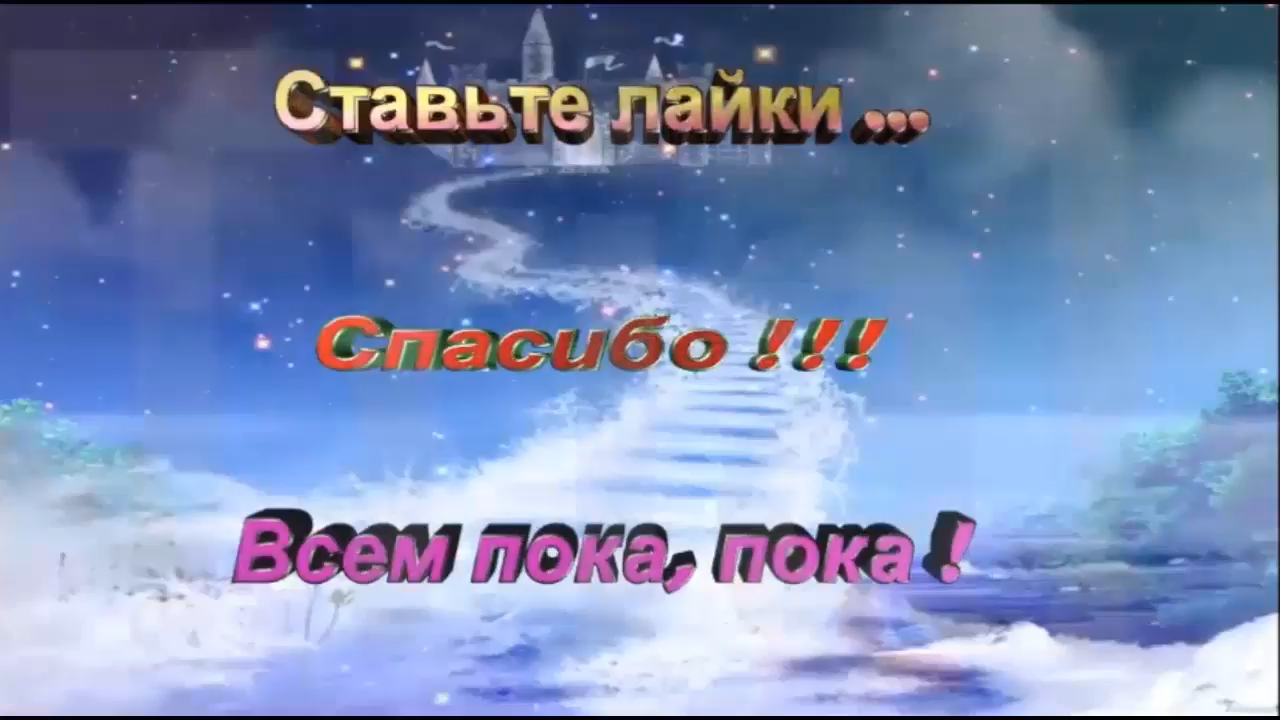 Ставьте лайки ...
Спасибо !!!
Всем пока, пока !